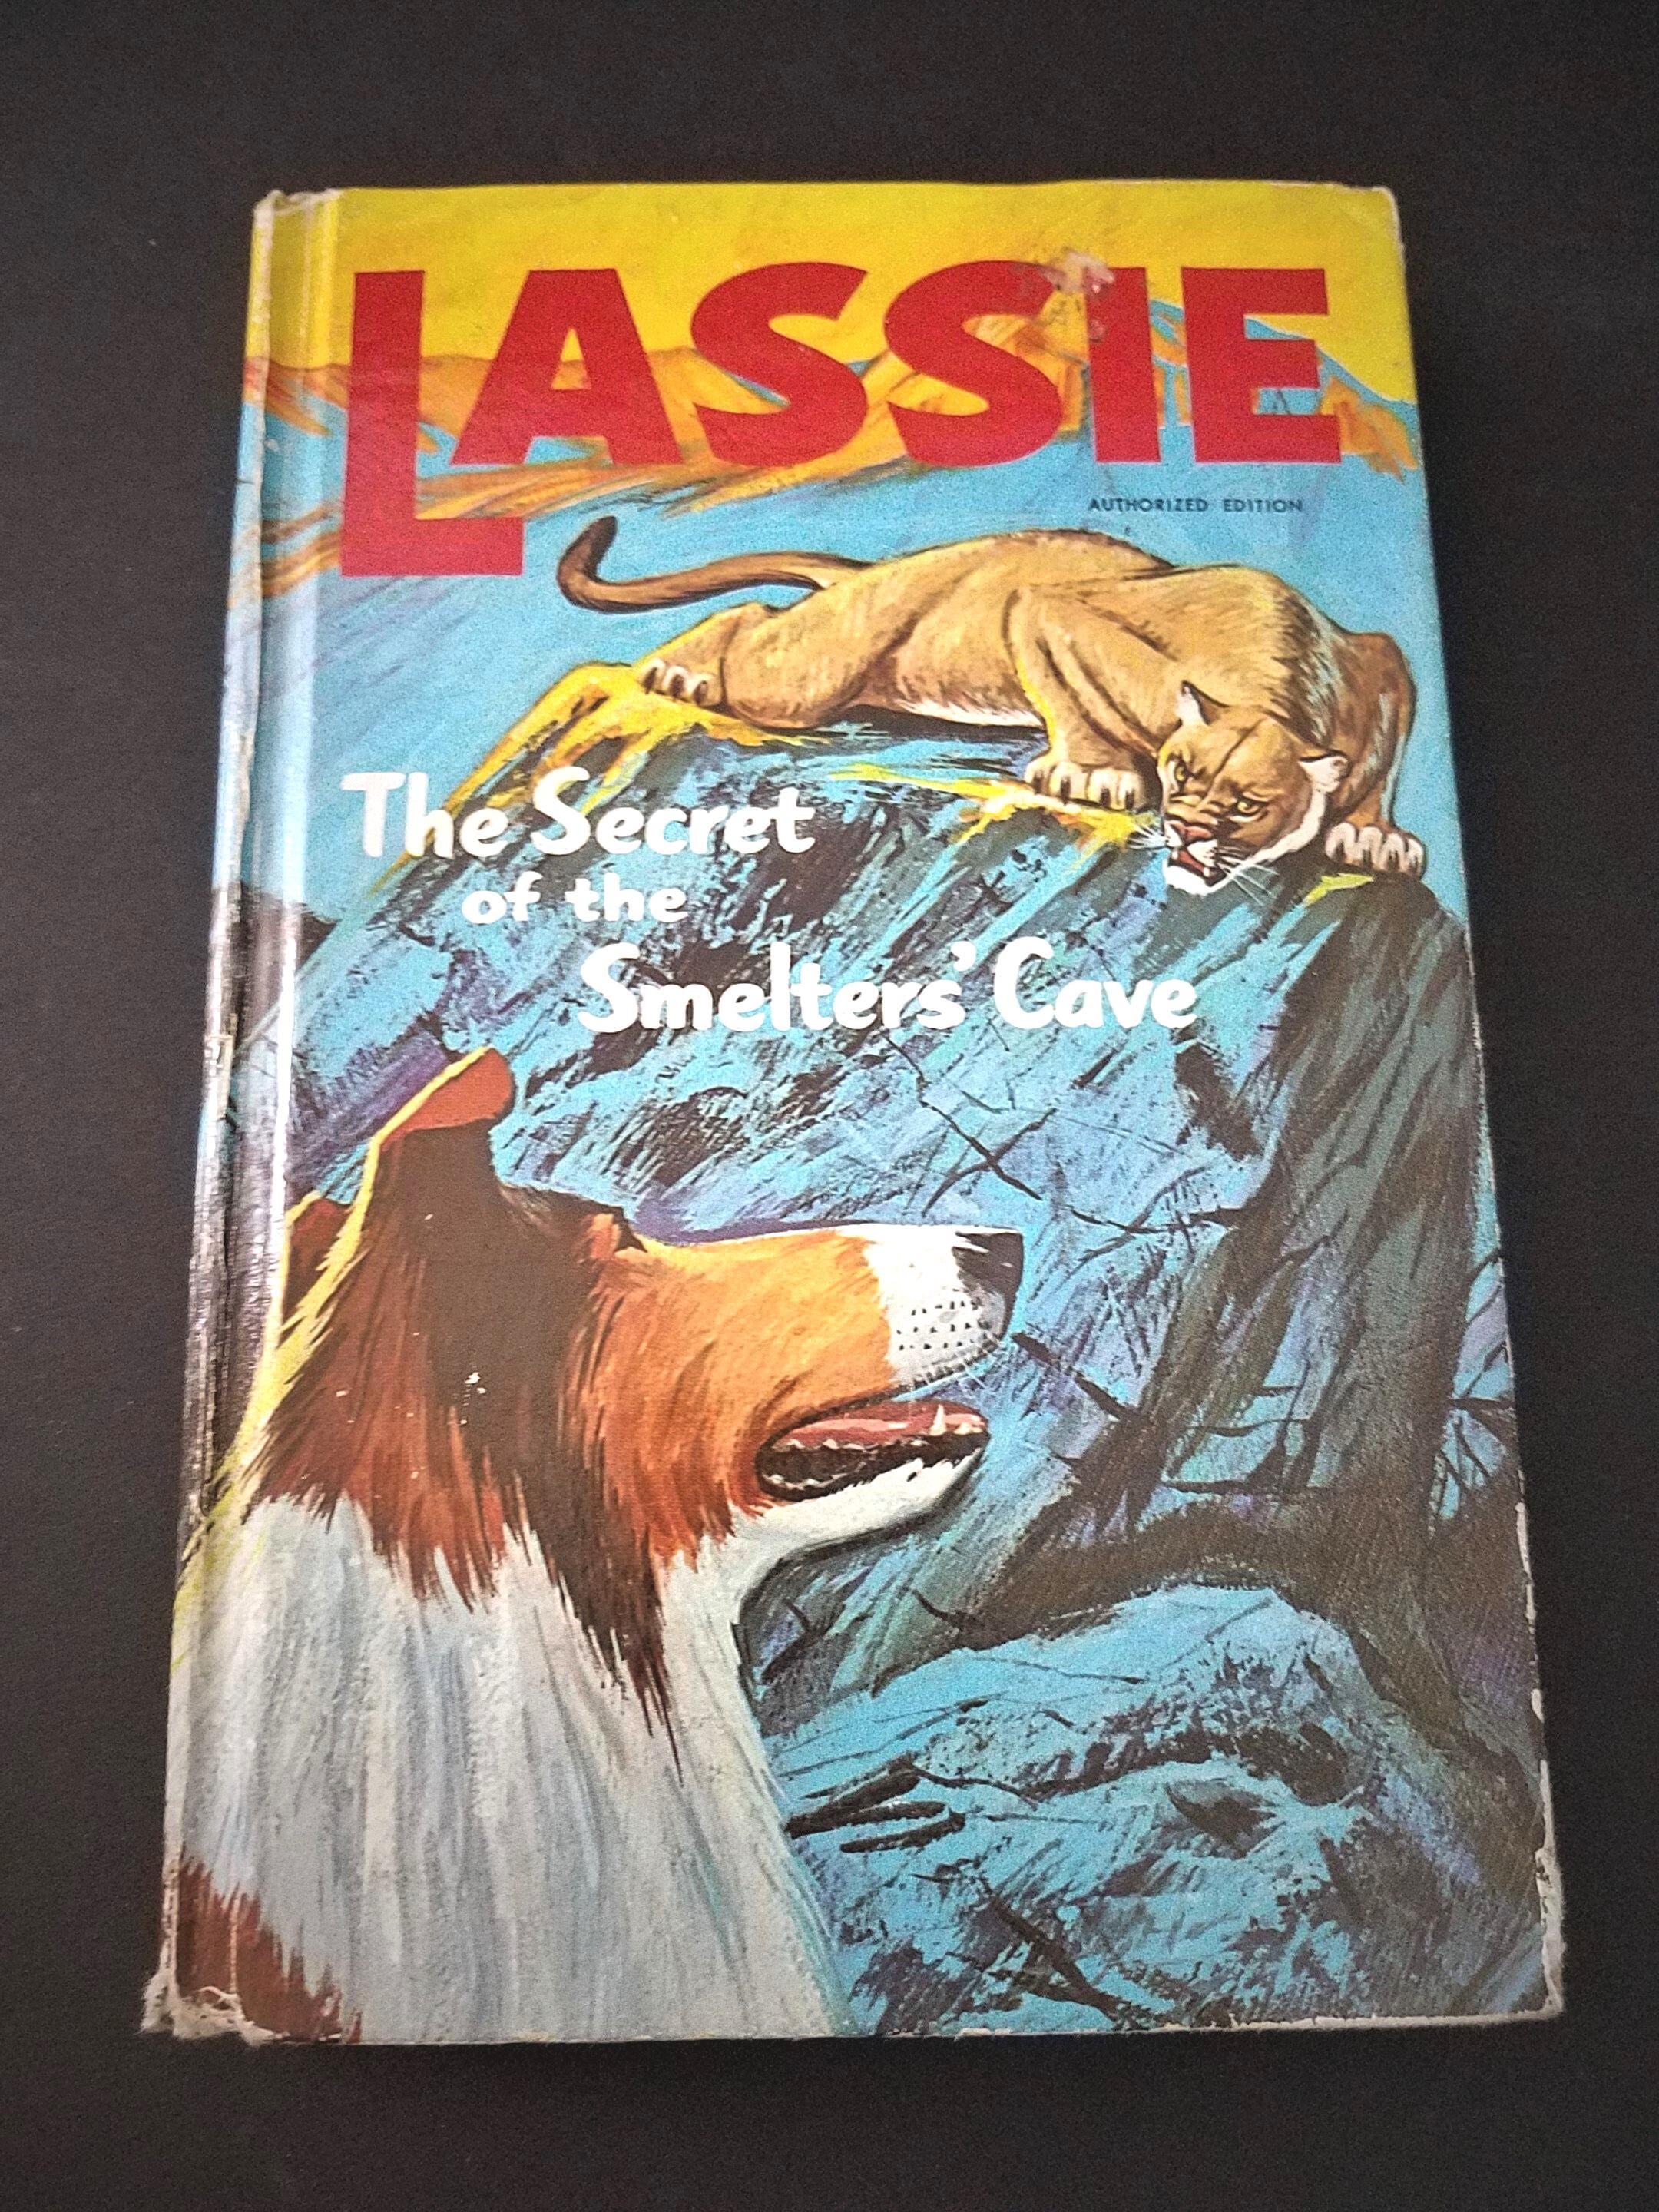 LASSIE
AUTHORIZED EDITION
The Secret
of the
Smelters' Cave